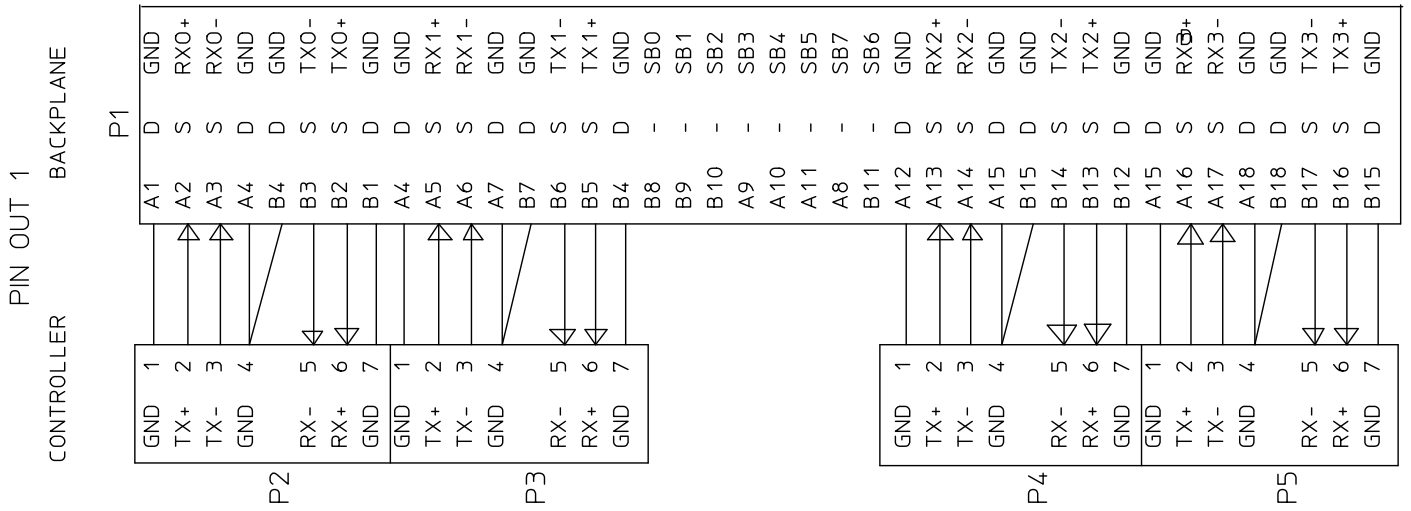 PIN OUT 1
CONTROLLER BACKPLANE
P1
GND 1 A1 D GND
TX+ 2 A2 S RX0+
TX- 3 A3 S RX0-
GND 4 A4 D GND
P2 B4 D GND
RX- 5 B3 S TX0-
RX+ 6 B2 S TX0+
GND 7 B1 D GND
GND 1 A4 D GND
TX+ 2 A5 S RX1+
TX- 3 A6 S RX1-
GND 4 A7 D GND
P3 B7 D GND
RX- 5 B6 S TX1-
RX+ 6 B5 S TX1+
GND 7 B4 D GND
B8 - SB0
B9 - SB1
B10 - SB2
A9 - SB3
A10 - SB4
A11 - SB5
A8 - SB7
B11 - SB6
GND 1 A12 D GND
TX+ 2 A13 S RX2+
TX- 3 A14 S RX2-
GND 4 A15 D GND
P4 B15 D GND
RX- 5 B14 S TX2-
RX+ 6 B13 S TX2+
GND 7 B12 D GND
GND 1 A15 D GND
TX+ 2 A16 S RX3+
TX- 3 A17 S RX3-
GND 4 A18 D GND
P5 B18 D GND
RX- 5 B17 S TX3-
RX+ 6 B16 S TX3+
GND 7 B15 D GND